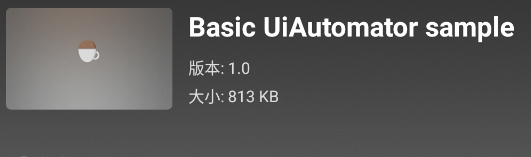 Basic UiAutomator sample
版本: 1.0
大小: 813 KB